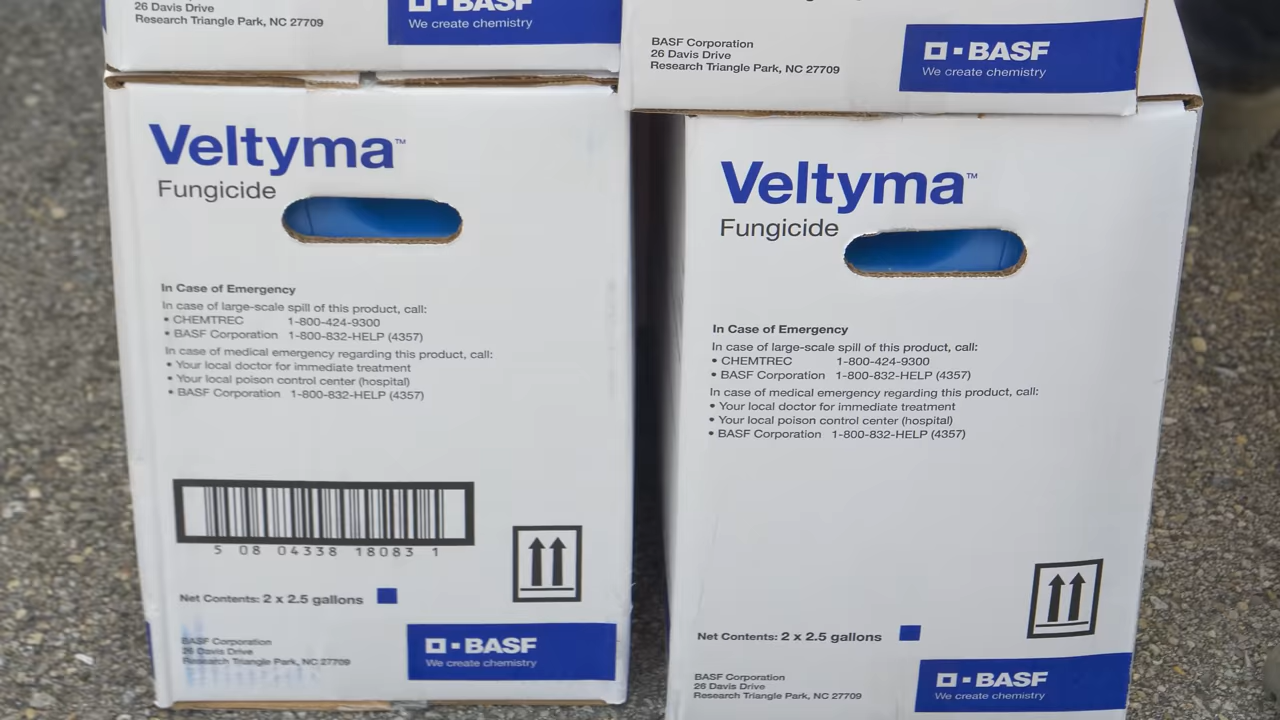 26 Davis Drive
Research Triangle Park, NC 27709
BASF
We create chemistry
BASF Corporation
26 Davis Drive
Research Triangle Park, NC 27709
BASF
We create chemistry
Veltyma™
Fungicide
In Case of Emergency
In case of large-scale spill of this product, call:
• CHEMTREC 1-800-424-9300
• BASF Corporation 1-800-832-HELP (4357)
In case of medical emergency regarding this product, call:
• Your local doctor for immediate treatment
• Your local poison control center (hospital)
• BASF Corporation 1-800-832-HELP (4357)
5 08 04338 18083 1
Net Contents: 2 x 2.5 gallons
BASF Corporation
26 Davis Drive
Research Triangle Park, NC 27709
BASF
We create chemistry
Veltyma™
Fungicide
In Case of Emergency
In case of large-scale spill of this product, call:
• CHEMTREC 1-800-424-9300
• BASF Corporation 1-800-832-HELP (4357)
In case of medical emergency regarding this product, call:
• Your local doctor for immediate treatment
• Your local poison control center (hospital)
• BASF Corporation 1-800-832-HELP (4357)
Net Contents: 2 x 2.5 gallons
BASF Corporation
26 Davis Drive
Research Triangle Park, NC 27709
BASF
We create chemistry